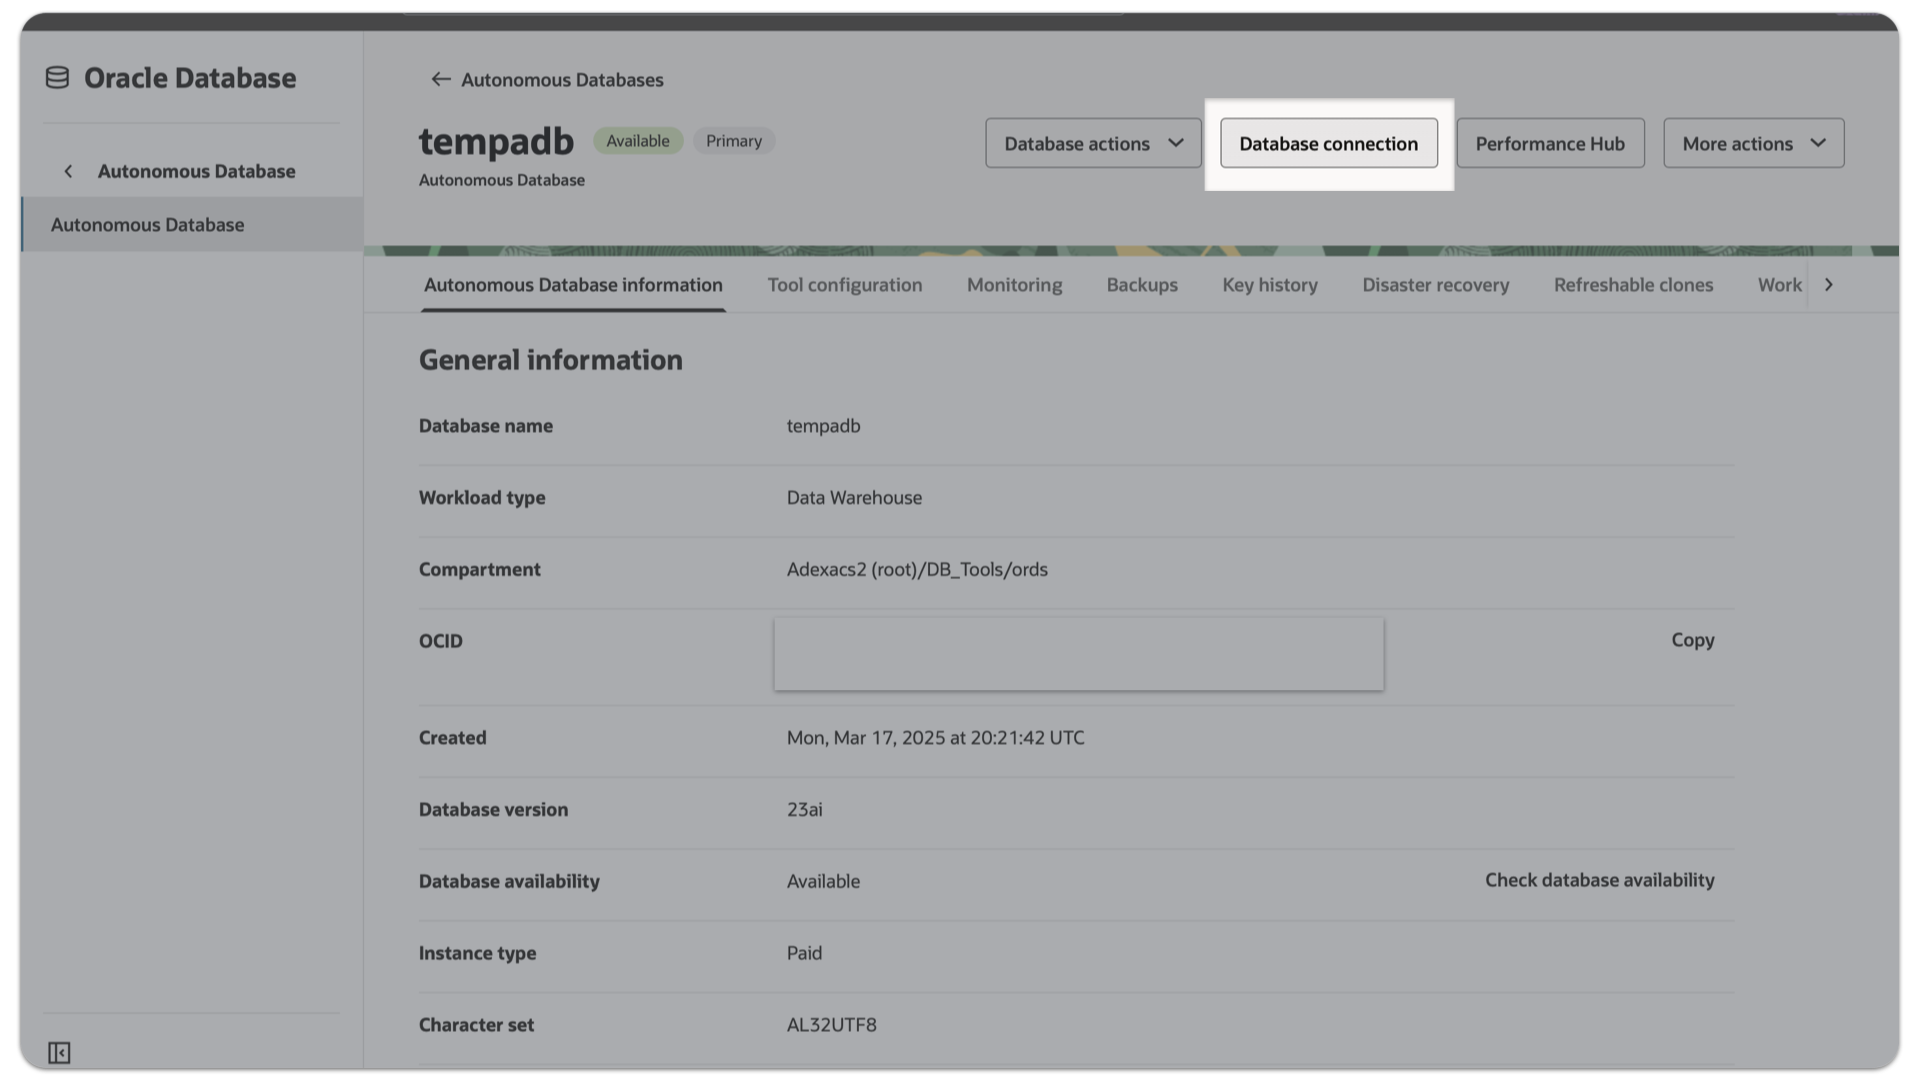 Oracle Database
Autonomous Database
Autonomous Database
Autonomous Databases
tempadb Available Primary
Autonomous Database
Database actions Database connection Performance Hub More actions
Autonomous Database information Tool configuration Monitoring Backups Key history Disaster recovery Refreshable clones Work
General information
Database name tempadb
Workload type Data Warehouse
Compartment Adexacs2 (root)/DB_Tools/ords
OCID Copy
Created Mon, Mar 17, 2025 at 20:21:42 UTC
Database version 23ai
Database availability Available Check database availability
Instance type Paid
Character set AL32UTF8